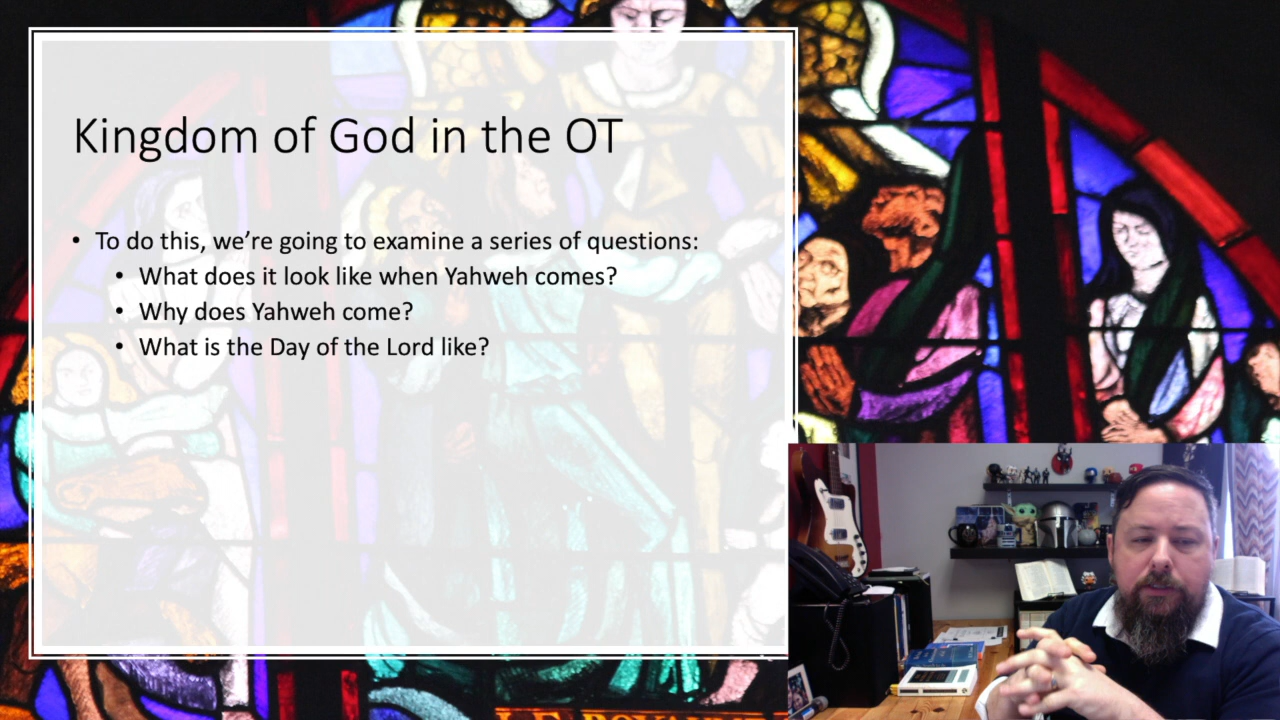 Kingdom of God in the OT
• To do this, we’re going to examine a series of questions:
• What does it look like when Yahweh comes?
• Why does Yahweh come?
• What is the Day of the Lord like?